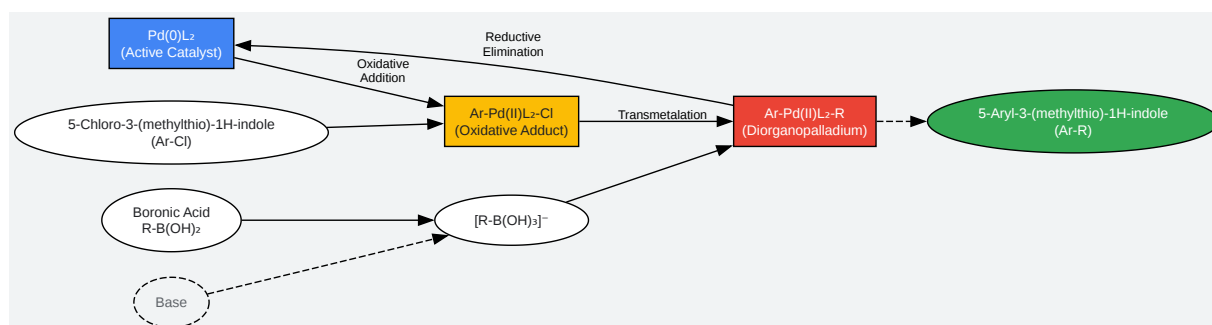 Pd(0)L₂
(Active Catalyst)
Reductive
Elimination
Oxidative
Addition
5-Chloro-3-(methylthio)-1H-indole
(Ar-Cl)
Ar-Pd(II)L₂-Cl
(Oxidative Adduct)
Transmetalation
Ar-Pd(II)L₂-R
(Diorganopalladium)
5-Aryl-3-(methylthio)-1H-indole
(Ar-R)
Boronic Acid
R-B(OH)₂
[R-B(OH)₃]⁻
Base